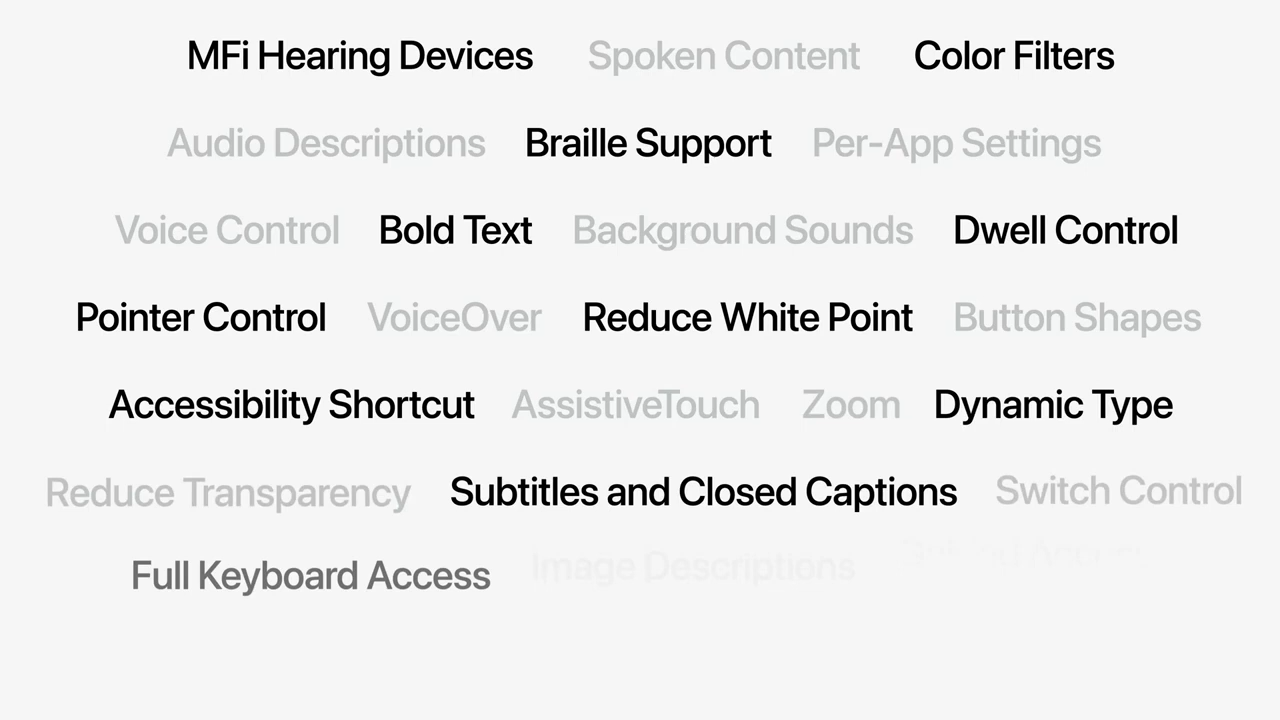 MFi Hearing Devices Spoken Content Color Filters
Audio Descriptions Braille Support Per-App Settings
Voice Control Bold Text Background Sounds Dwell Control
Pointer Control VoiceOver Reduce White Point Button Shapes
Accessibility Shortcut AssistiveTouch Zoom Dynamic Type
Reduce Transparency Subtitles and Closed Captions Switch Control
Full Keyboard Access Image Descriptions